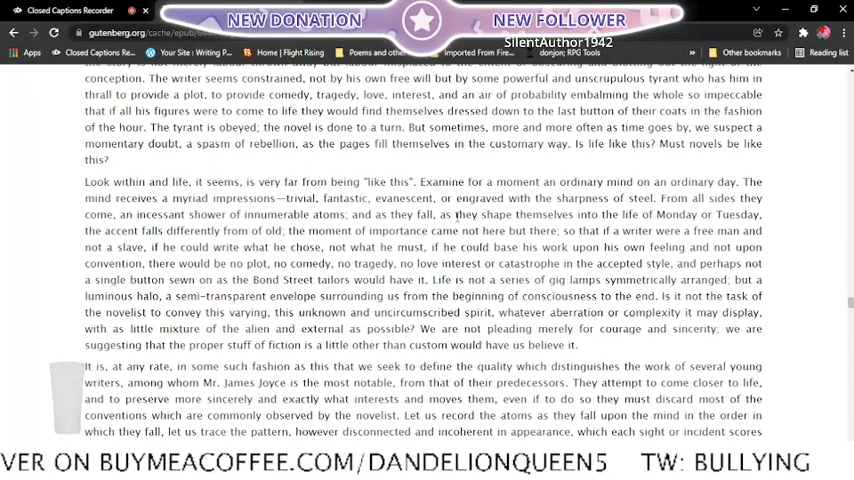 Closed Captions Recorder
NEW DONATION
NEW FOLLOWER
SilentAuthor1942
gutenberg.org/cache/epub/64
Apps
Closed Captions Rec...
Your Site : Writing P...
Home | Flight Rising
Poems and other...
Imported From Firef...
donjon; RPG Tools
»
Other bookmarks
Reading list
conception. The writer seems constrained, not by his own free will but by some powerful and unscrupulous tyrant who has him in
thrall to provide a plot, to provide comedy, tragedy, love, interest, and an air of probability embalming the whole so impeccable
that if all his figures were to come to life they would find themselves dressed down to the last button of their coats in the fashion
of the hour. The tyrant is obeyed; the novel is done to a turn. But sometimes, more and more often as time goes by, we suspect a
momentary doubt, a spasm of rebellion, as the pages fill themselves in the customary way. Is life like this? Must novels be like
this?
Look within and life, it seems, is very far from being "like this". Examine for a moment an ordinary mind on an ordinary day. The
mind receives a myriad impressions—trivial, fantastic, evanescent, or engraved with the sharpness of steel. From all sides they
come, an incessant shower of innumerable atoms; and as they fall, as they shape themselves into the life of Monday or Tuesday,
the accent falls differently from of old; the moment of importance came not here but there; so that if a writer were a free man and
not a slave, if he could write what he chose, not what he must, if he could base his work upon his own feeling and not upon
convention, there would be no plot, no comedy, no tragedy, no love interest or catastrophe in the accepted style, and perhaps not
a single button sewn on as the Bond Street tailors would have it. Life is not a series of gig lamps symmetrically arranged; but a
luminous halo, a semi-transparent envelope surrounding us from the beginning of consciousness to the end. Is it not the task of
the novelist to convey this varying, this unknown and uncircumscribed spirit, whatever aberration or complexity it may display,
with as little mixture of the alien and external as possible? We are not pleading merely for courage and sincerity; we are
suggesting that the proper stuff of fiction is a little other than custom would have us believe it.
It is, at any rate, in some such fashion as this that we seek to define the quality which distinguishes the work of several young
writers, among whom Mr. James Joyce is the most notable, from that of their predecessors. They attempt to come closer to life,
and to preserve more sincerely and exactly what interests and moves them, even if to do so they must discard most of the
conventions which are commonly observed by the novelist. Let us record the atoms as they fall upon the mind in the order in
which they fall, let us trace the pattern, however disconnected and incoherent in appearance, which each sight or incident scores
VER ON BUYMEACOFFEE.COM/DANDELIONQUEEN5 TW: BULLYING